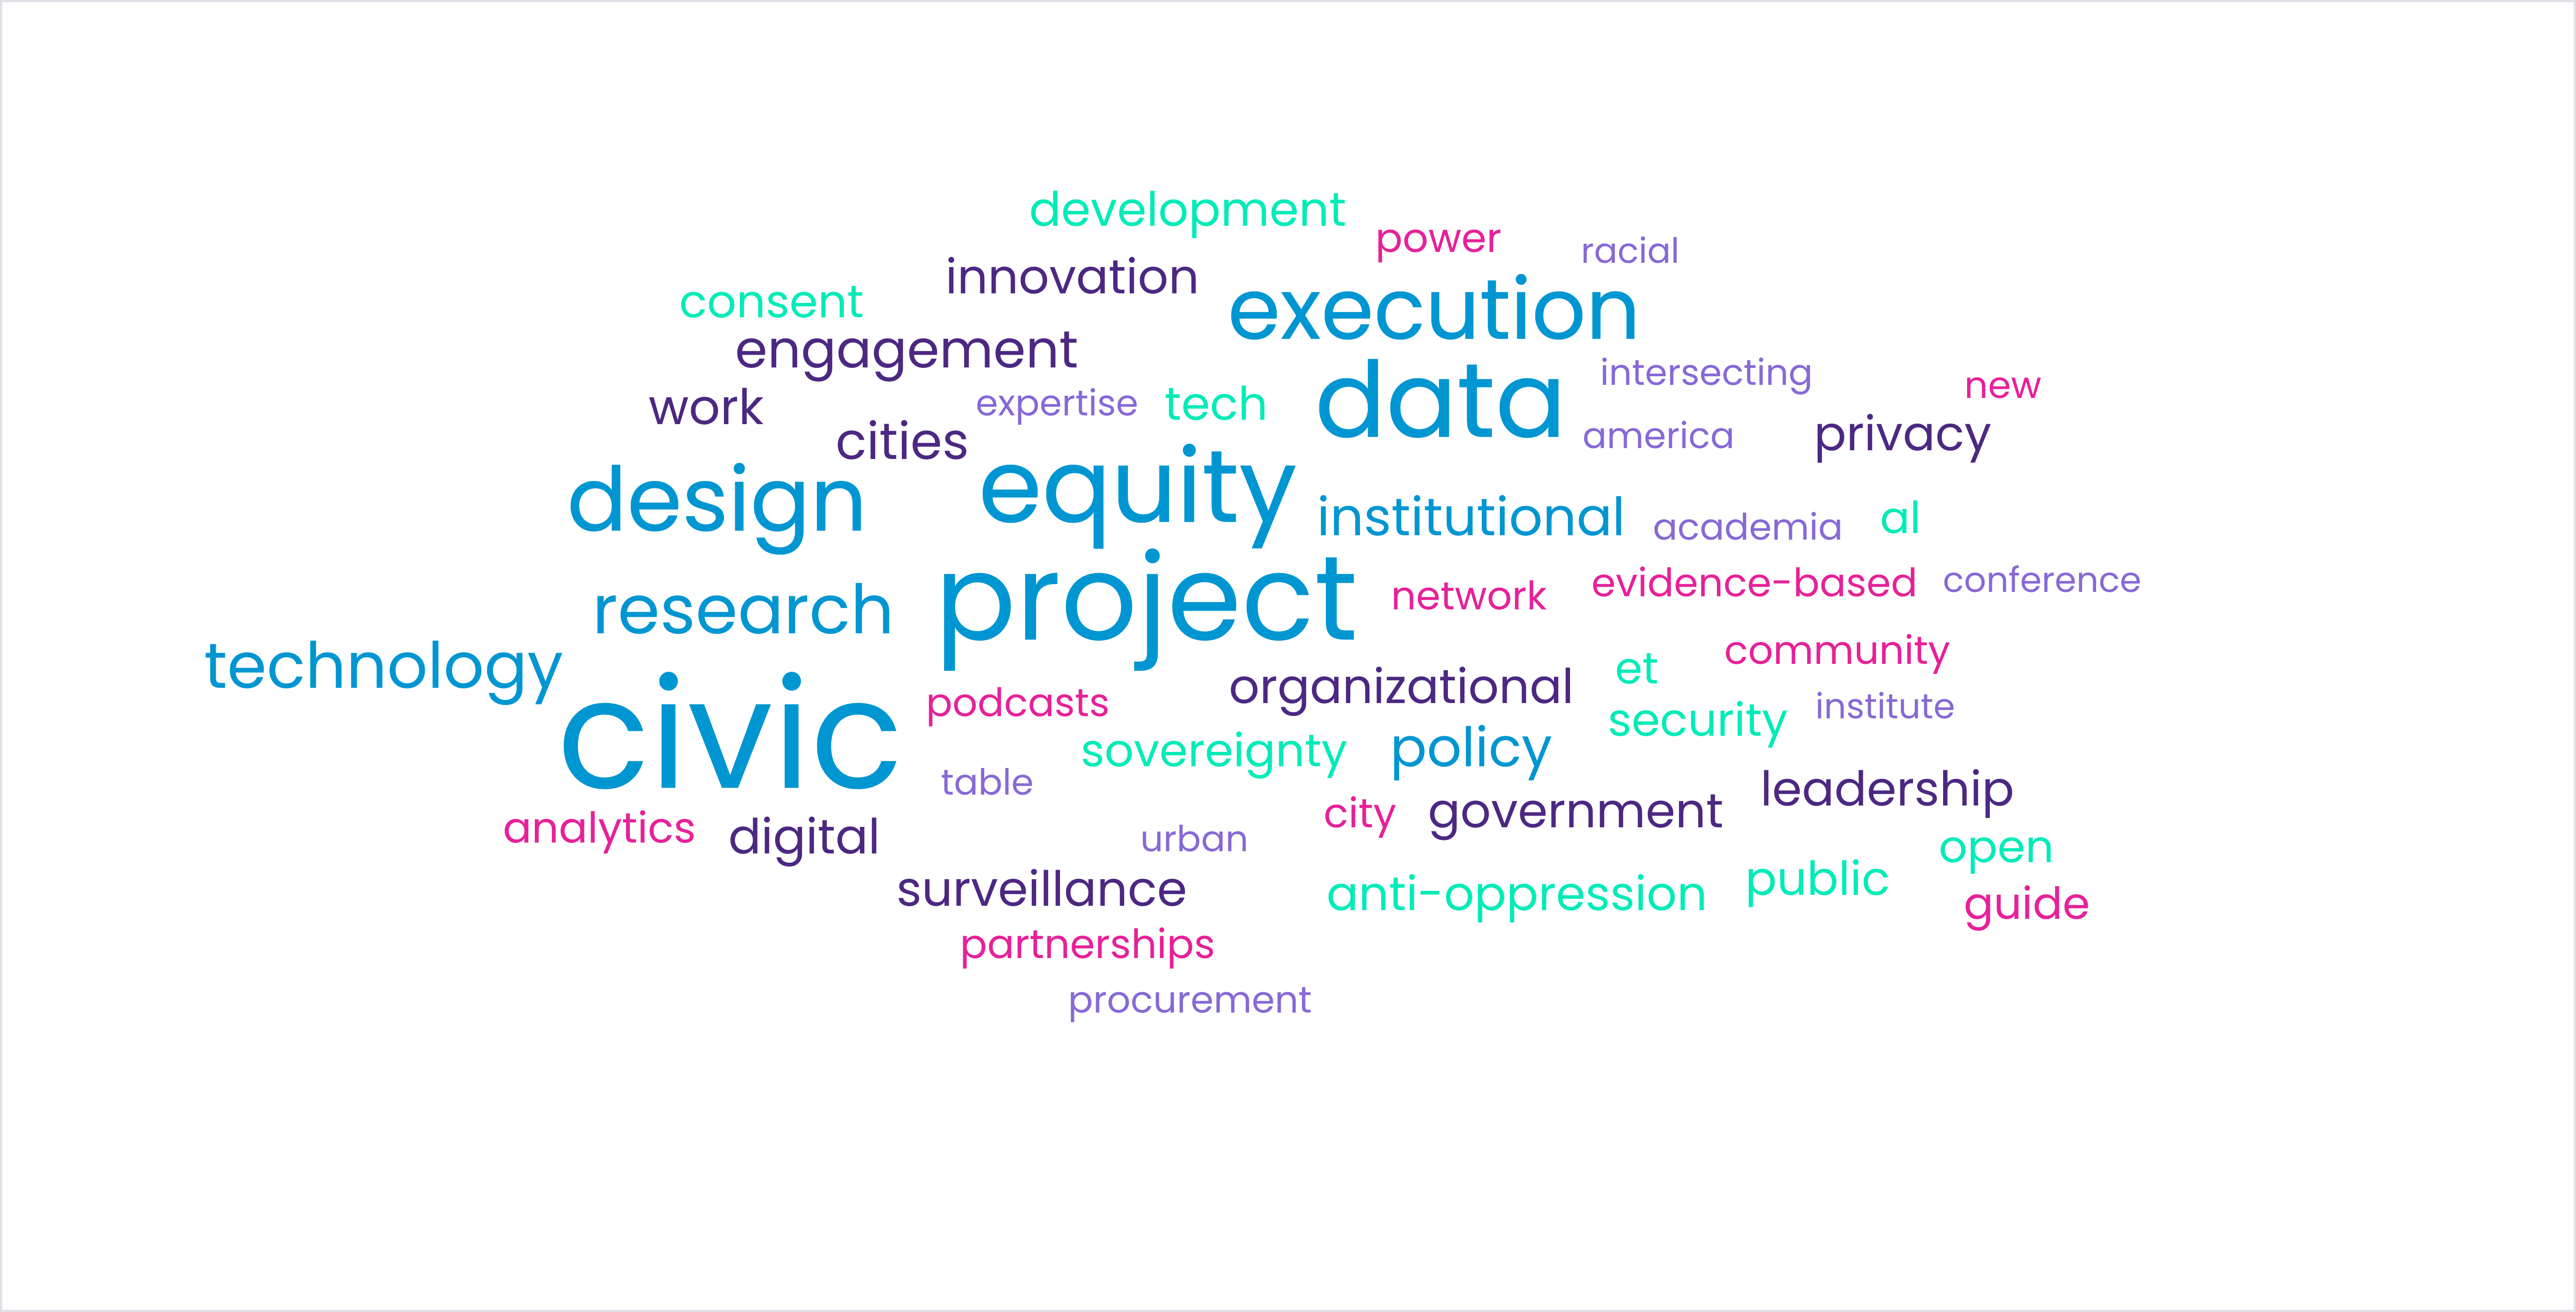 development
power
racial
innovation
consent
execution
engagement
intersecting
new
work
expertise
tech
data
cities
america
privacy
design
equity
institutional
academia
al
research
project
network
evidence-based
conference
technology
civic
podcasts
organizational
et
community
security
institute
sovereignty
policy
table
leadership
analytics
digital
urban
city
government
open
surveillance
anti-oppression
public
guide
partnerships
procurement